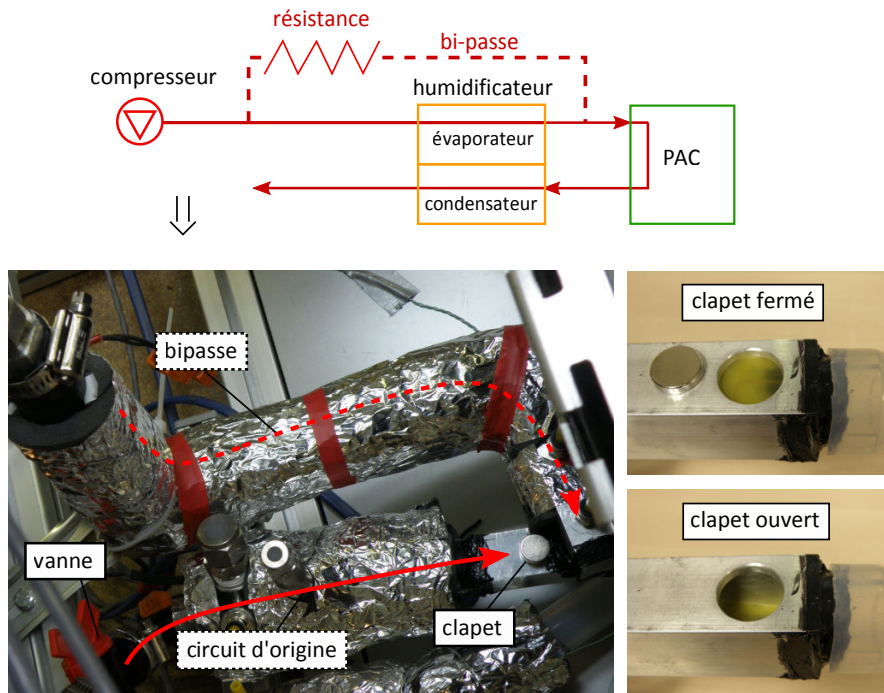 résistance
bi-passe
compresseur
humidificateur
évaporateur
PAC
condensateur
clapet fermé
bipasse
clapet ouvert
vanne
clapet
circuit d'origine